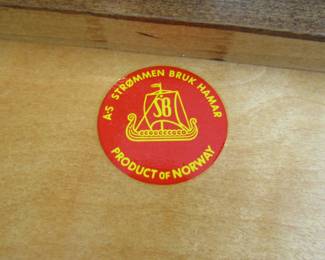 A-S STRØMMEN BRUK HAMAR
SB
PRODUCT OF NORWAY